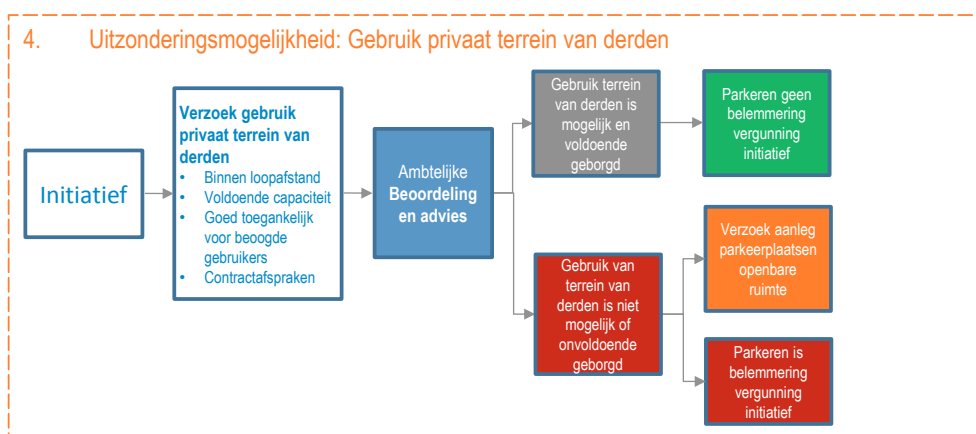 4. Uitzonderingsmogelijkheid: Gebruik privaat terrein van derden
Initiatief
Verzoek gebruik
privaat terrein van
derden
• Binnen loopafstand
• Voldoende capaciteit
• Goed toegankelijk
voor beoogde
gebruikers
• Contractafspraken
Ambtelijke
Beoordeling
en advies
Gebruik terrein
van derden is
mogelijk en
voldoende
geborgd
Parkeren geen
belemmering
vergunning
initiatief
Gebruik van
terrein van
derden is niet
mogelijk of
onvoldoende
geborgd
Verzoek aanleg
parkeerplaatsen
openbare
ruimte
Parkeren is
belemmering
vergunning
initiatief